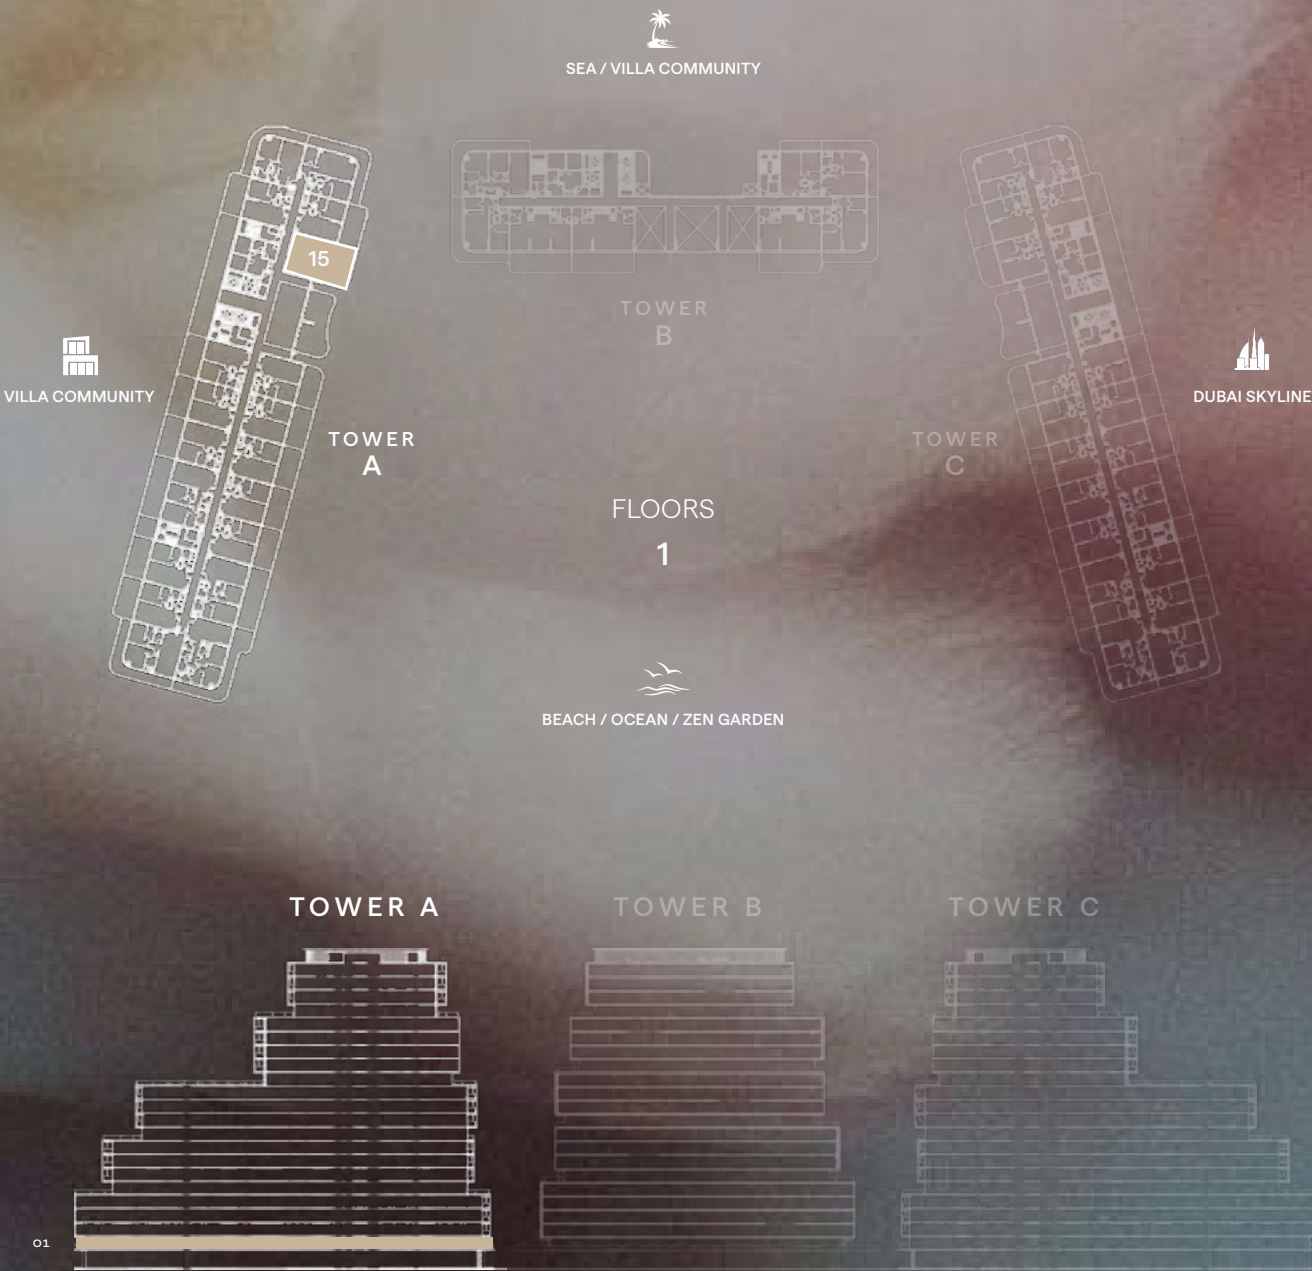 SEA / VILLA COMMUNITY
15
TOWER
B
VILLA COMMUNITY
DUBAI SKYLINE
TOWER
A
TOWER
C
FLOORS
1
BEACH / OCEAN / ZEN GARDEN
TOWER A
TOWER B
TOWER C
01